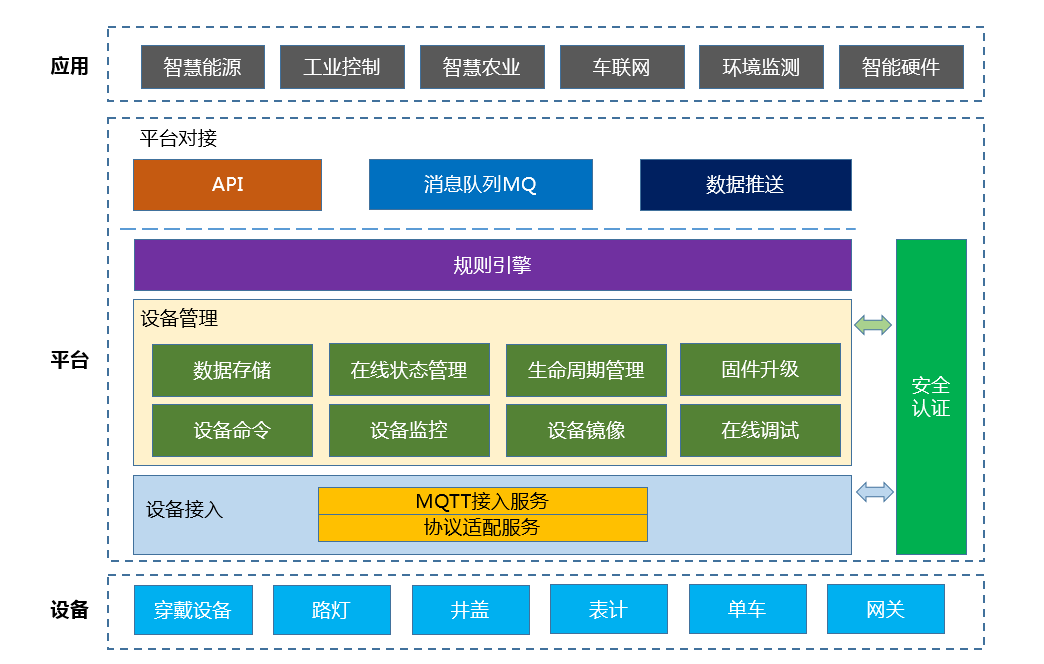 应用
智慧能源
工业控制
智慧农业
车联网
环境监测
智能硬件
平台
平台对接
API
消息队列MQ
数据推送
规则引擎
设备管理
数据存储
在线状态管理
生命周期管理
固件升级
设备命令
设备监控
设备镜像
在线调试
安全
认证
设备接入
MQTT接入服务
协议适配服务
设备
穿戴设备
路灯
井盖
表计
单车
网关